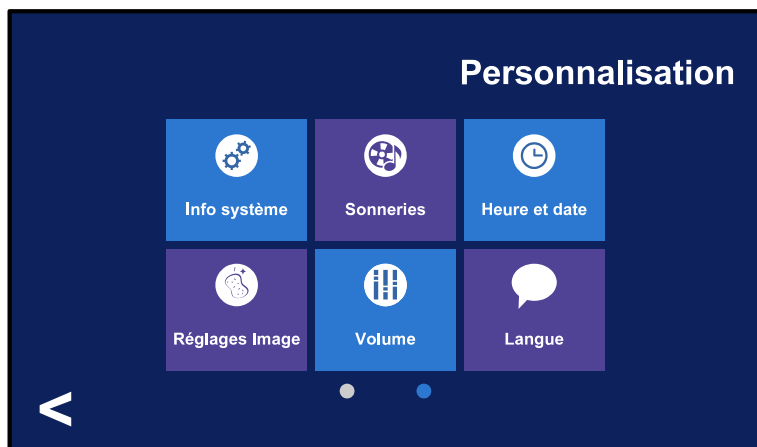 Personnalisation
Info système
Sonneries
Heure et date
Réglages Image
Volume
Langue
<